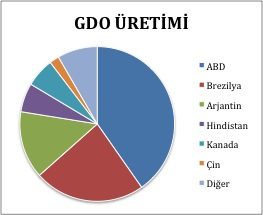 GDO ÜRETİMİ
ABD
Brezilya
Arjantin
Hindistan
Kanada
Çin
Diğer